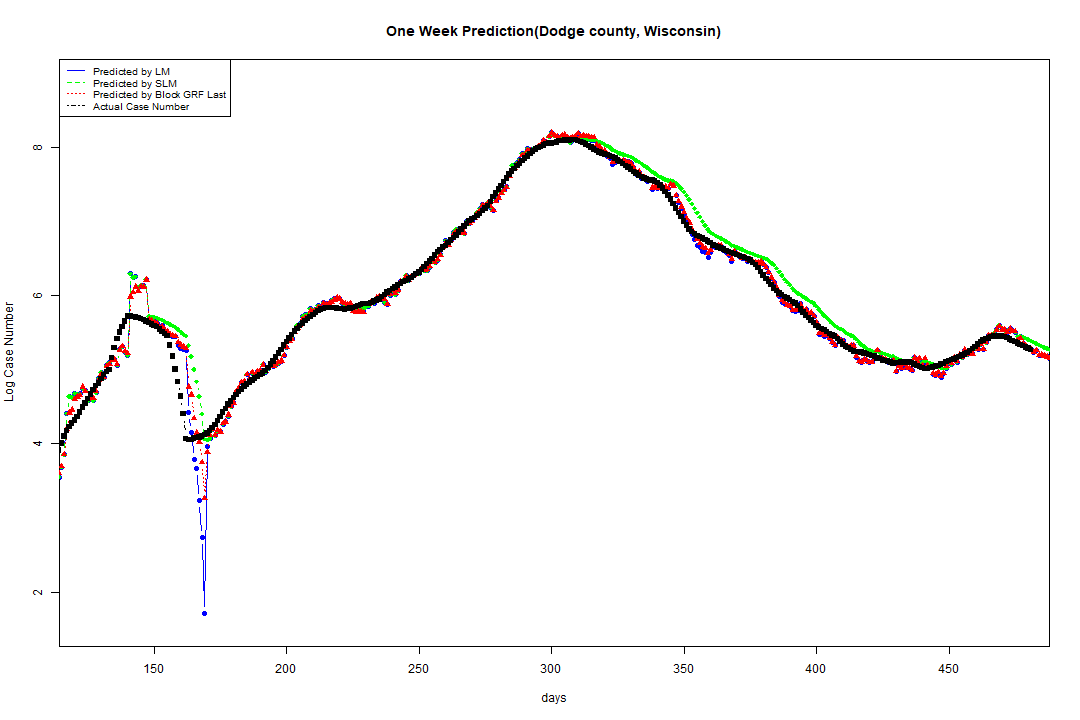 One Week Prediction(Dodge county, Wisconsin)
Predicted by LM
Predicted by SLM
Predicted by Block GRF Last
Actual Case Number
Log Case Number
8
6
4
2
150 200 250 300 350 400 450
days